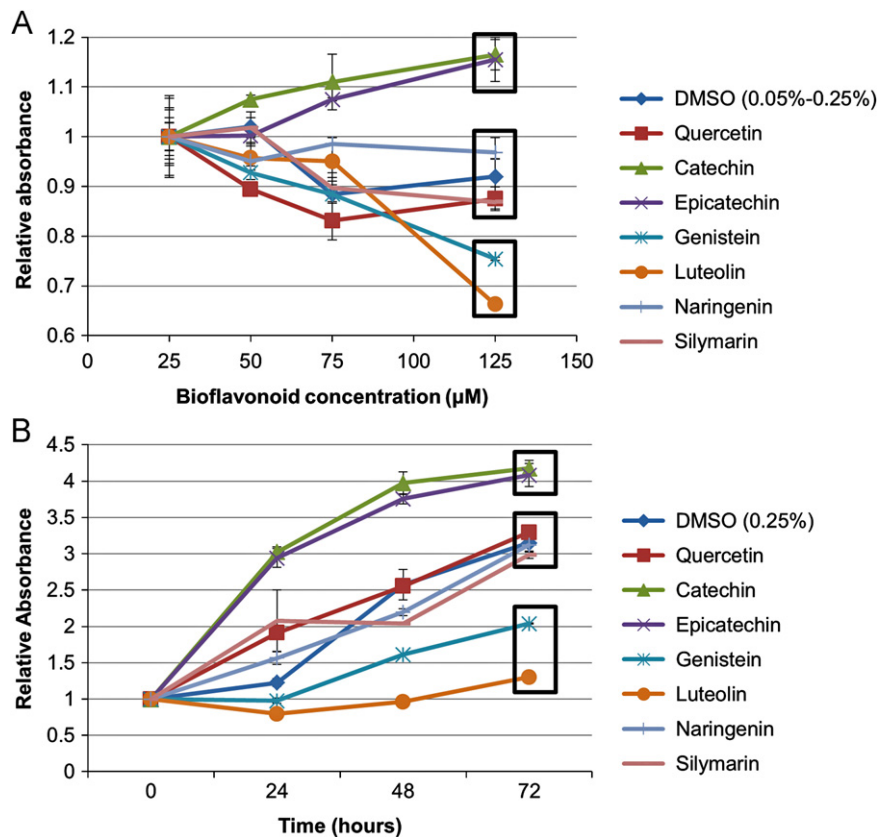 A
1.2
1.1
1
0.9
0.8
0.7
0.6
0
25
50
75
100
125
150
Relative absorbance
Bioflavonoid concentration (µM)
DMSO (0.05%-0.25%)
Quercetin
Catechin
Epicatechin
Genistein
Luteolin
Naringenin
Silymarin
B
4.5
4
3.5
3
2.5
2
1.5
1
0.5
0
0
24
48
72
Relative Absorbance
Time (hours)
DMSO (0.25%)
Quercetin
Catechin
Epicatechin
Genistein
Luteolin
Naringenin
Silymarin